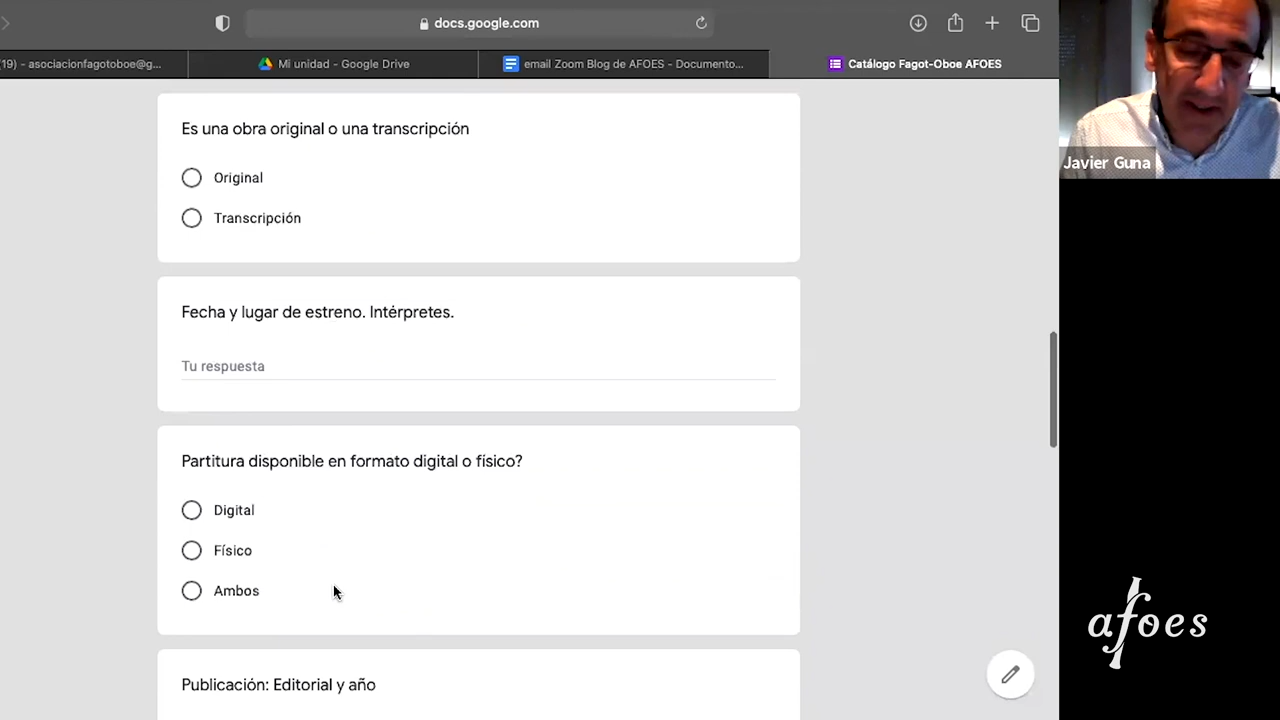 docs.google.com
(19) - asociacionfagotoboe@g...
Mi unidad - Google Drive
email Zoom Blog de AFOES - Documento...
Catálogo Fagot-Oboe AFOES
Es una obra original o una transcripción
Original
Transcripción
Fecha y lugar de estreno. Intérpretes.
Tu respuesta
Partitura disponible en formato digital o físico?
Digital
Físico
Ambos
Publicación: Editorial y año
Javier Guna
afoes